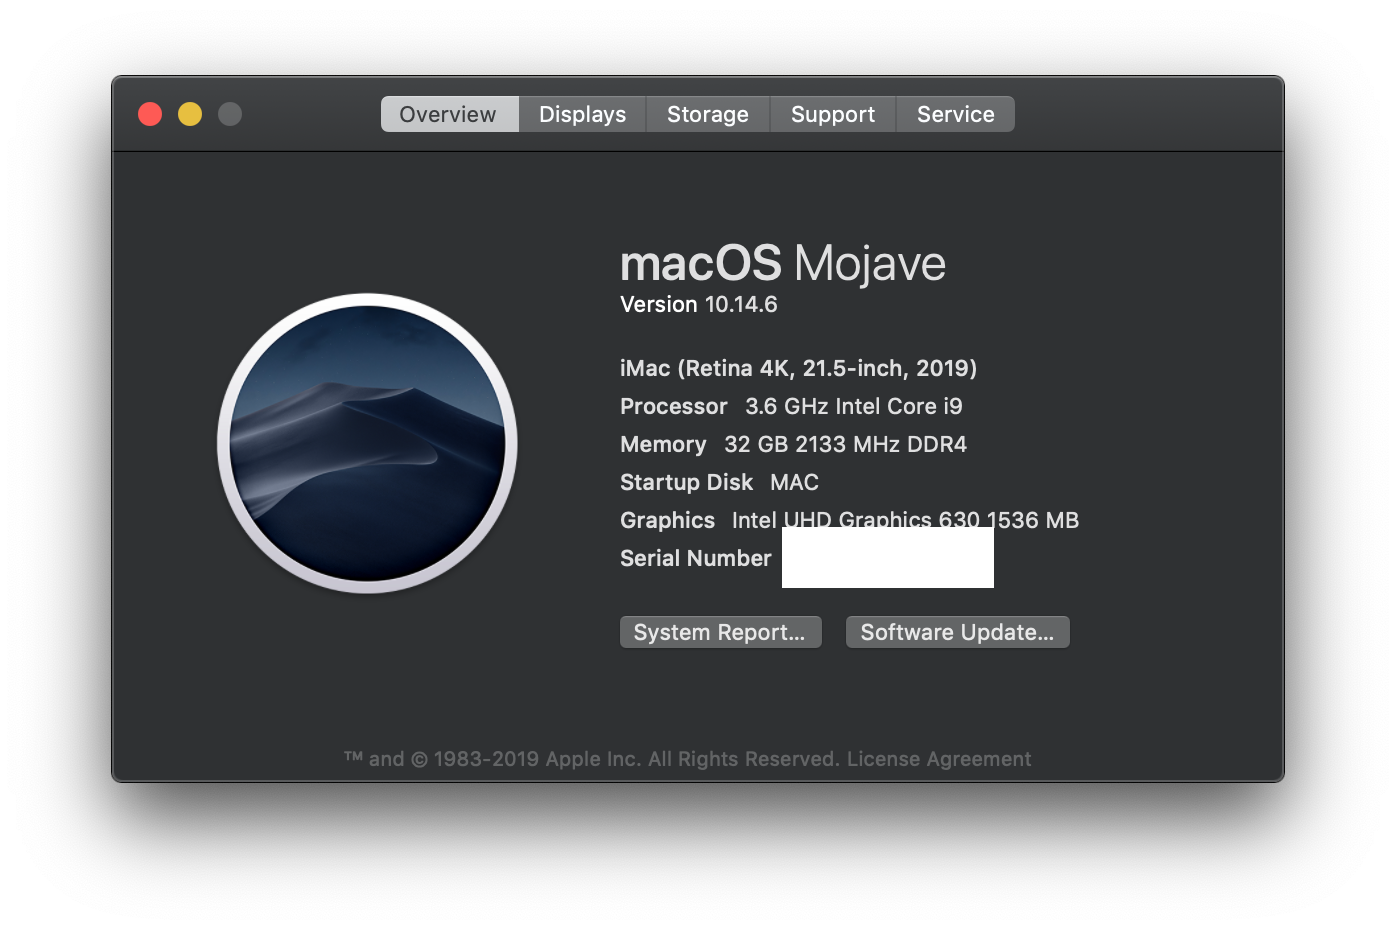 Overview Displays Storage Support Service
macOS Mojave
Version 10.14.6
iMac (Retina 4K, 21.5-inch, 2019)
Processor 3.6 GHz Intel Core i9
Memory 32 GB 2133 MHz DDR4
Startup Disk MAC
Graphics Intel UHD Graphics 630 1536 MB
Serial Number
System Report... Software Update...
™ and © 1983-2019 Apple Inc. All Rights Reserved. License Agreement